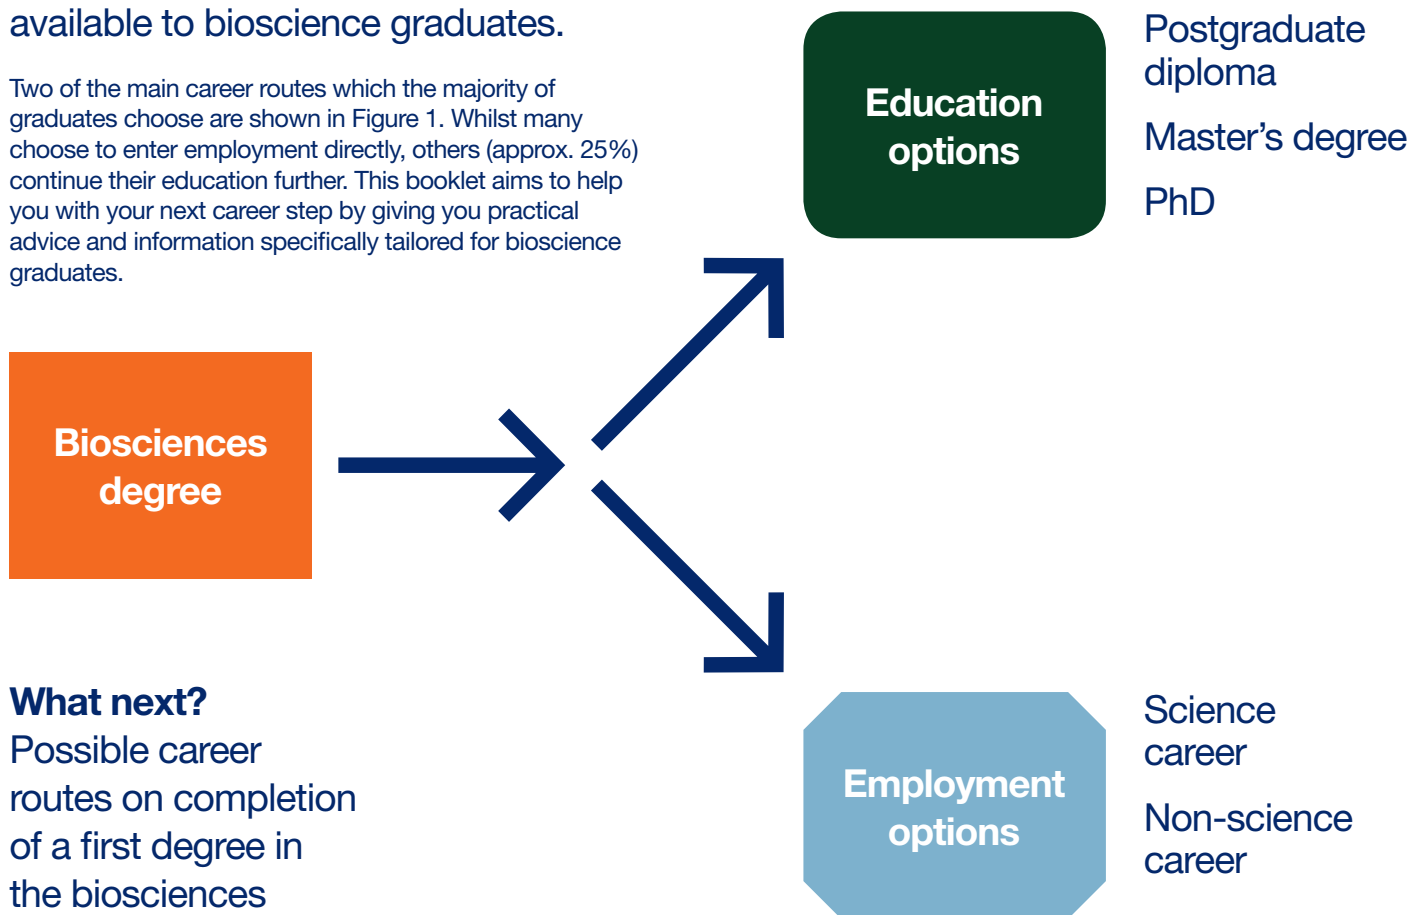 available to bioscience graduates.
Two of the main career routes which the majority of
graduates choose are shown in Figure 1. Whilst many
choose to enter employment directly, others (approx. 25%)
continue their education further. This booklet aims to help
you with your next career step by giving you practical
advice and information specifically tailored for bioscience
graduates.
Biosciences
degree
Education
options
Postgraduate
diploma
Master’s degree
PhD
What next?
Possible career
routes on completion
of a first degree in
the biosciences
Employment
options
Science
career
Non-science
career